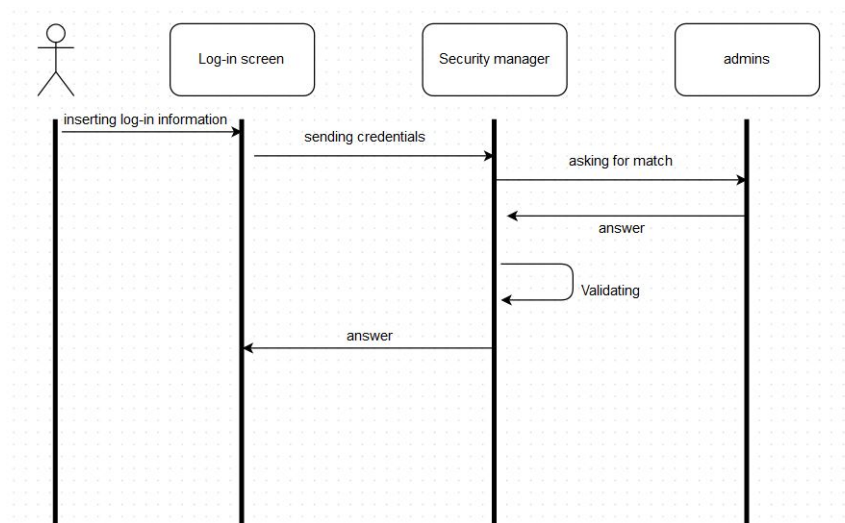 Log-in screen
Security manager
admins
inserting log-in information
sending credentials
asking for match
answer
Validating
answer